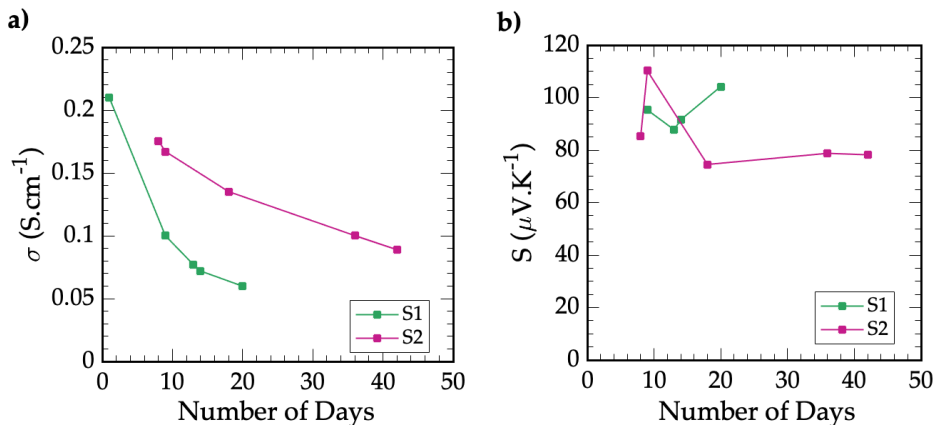 a)
0.25
0.2
0.15
0.1
0.05
0
σ (S.cm⁻¹)
0 10 20 30 40 50
Number of Days
S1
S2
b)
120
100
80
60
40
20
0
S (μV.K⁻¹)
0 10 20 30 40 50
Number of Days
S1
S2